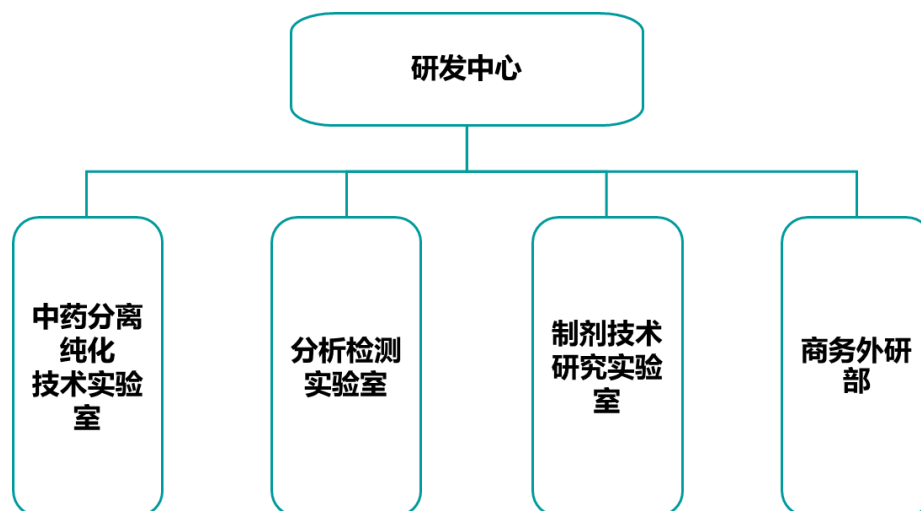 研发中心
中药分离
纯化
技术实验
室
分析检测
实验室
制剂技术
研究实验
室
商务外研
部